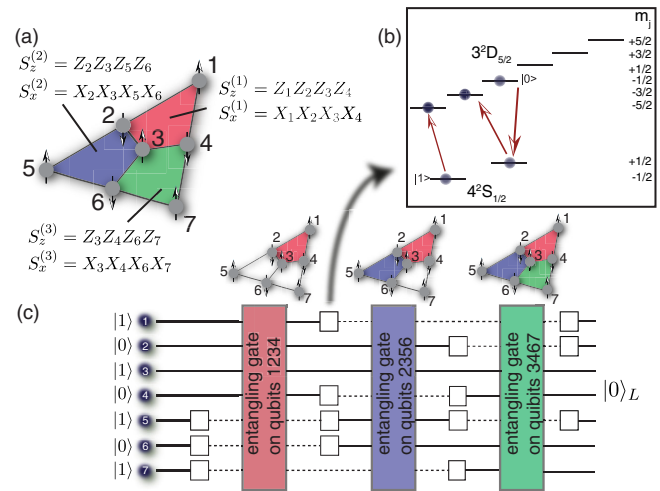 (a)
S_z^(2) = Z_2Z_3Z_5Z_6
S_x^(2) = X_2X_3X_5X_6
1
S_z^(1) = Z_1Z_2Z_3Z_4
S_x^(1) = X_1X_2X_3X_4
2
3
4
5
6
7
S_z^(3) = Z_3Z_4Z_6Z_7
S_x^(3) = X_3X_4X_6X_7
(b)
m_j
3^2D_5/2
+5/2
+3/2
+1/2
-1/2
-3/2
-5/2
|0>
+1/2
-1/2
|1>
4^2S_1/2
1
2
3
4
5
6
7
1
2
3
4
5
6
7
1
2
3
4
5
6
7
(c)
|1⟩ 1
|0⟩ 2
|1⟩ 3
|0⟩ 4
|1⟩ 5
|0⟩ 6
|1⟩ 7
entangling gate
on qubits 1234
entangling gate
on qubits 2356
entangling gate
on quibits 3467
|0⟩_L